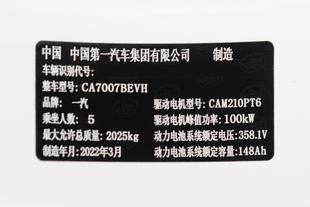 中国 中国第一汽车集团有限公司 制造
车辆识别代号:
整车型号: CA7007BEVH
品牌: 一汽 驱动电机型号: CAM210PT6
乘坐人数: 5 驱动电机峰值功率: 100kW
最大允许总质量: 2025kg 动力电池系统额定电压: 358.1V
制造年月: 2022年3月 动力电池系统额定容量: 148Ah